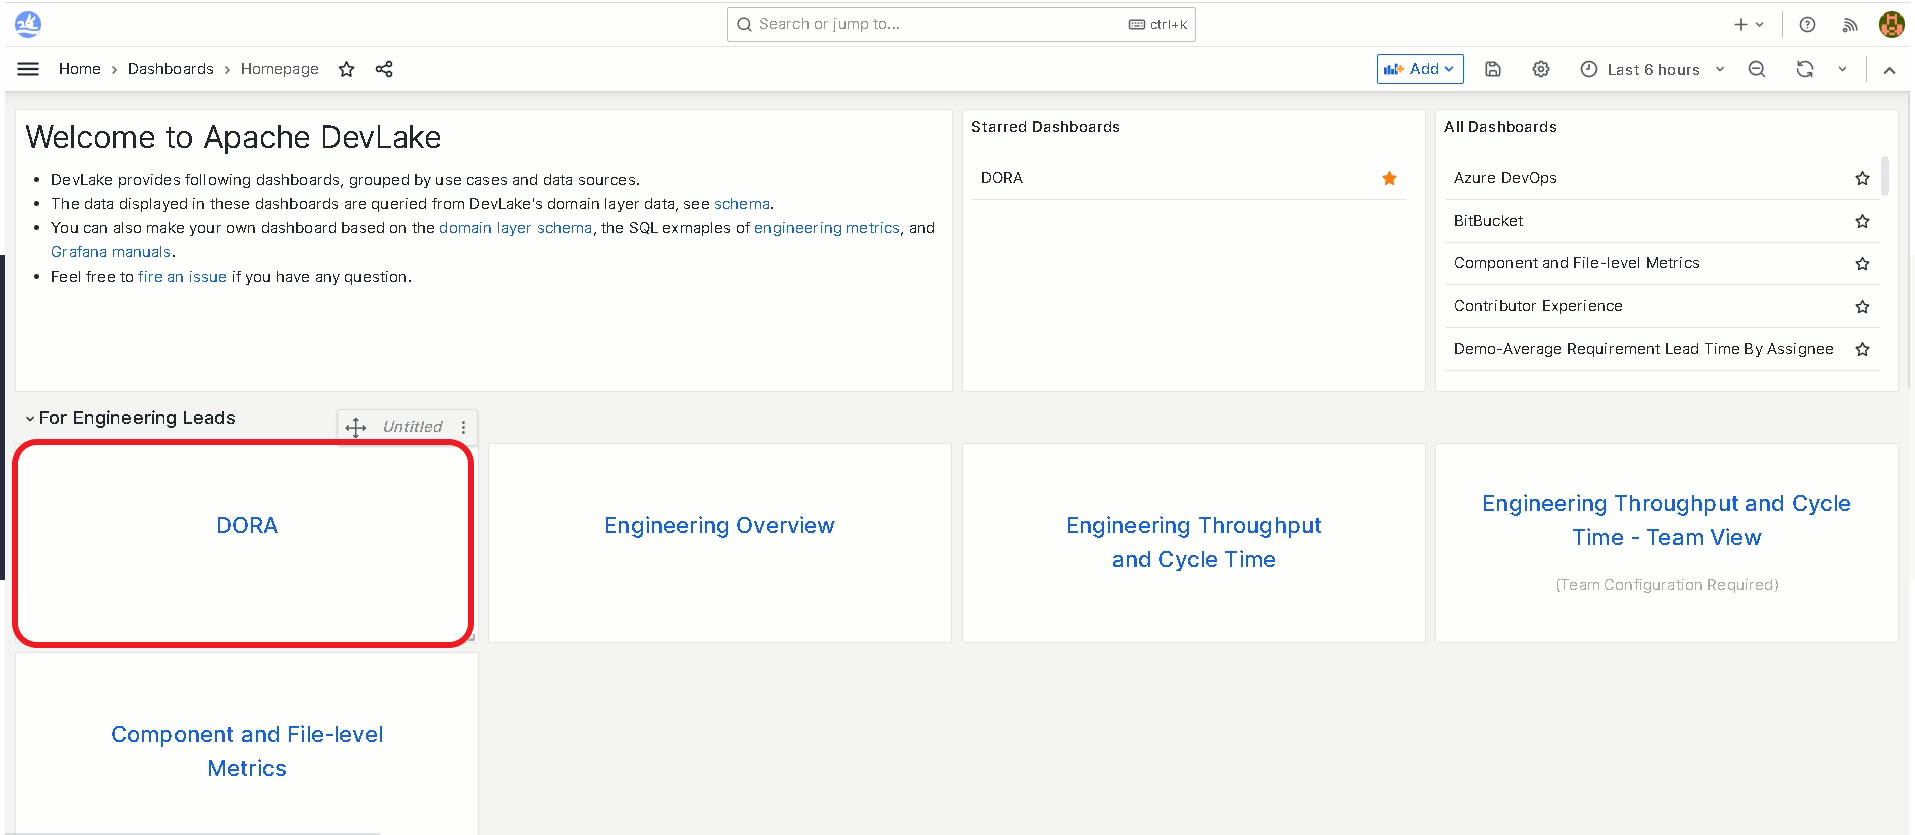 Search or jump to...
ctrl+k
Home
Dashboards
Homepage
Add
Last 6 hours
Welcome to Apache DevLake
DevLake provides following dashboards, grouped by use cases and data sources.
The data displayed in these dashboards are queried from DevLake's domain layer data, see schema.
You can also make your own dashboard based on the domain layer schema, the SQL exmaples of engineering metrics, and
Grafana manuals.
Feel free to fire an issue if you have any question.
Starred Dashboards
DORA
All Dashboards
Azure DevOps
BitBucket
Component and File-level Metrics
Contributor Experience
Demo-Average Requirement Lead Time By Assignee
For Engineering Leads
Untitled
DORA
Engineering Overview
Engineering Throughput
and Cycle Time
Engineering Throughput and Cycle
Time - Team View
(Team Configuration Required)
Component and File-level
Metrics